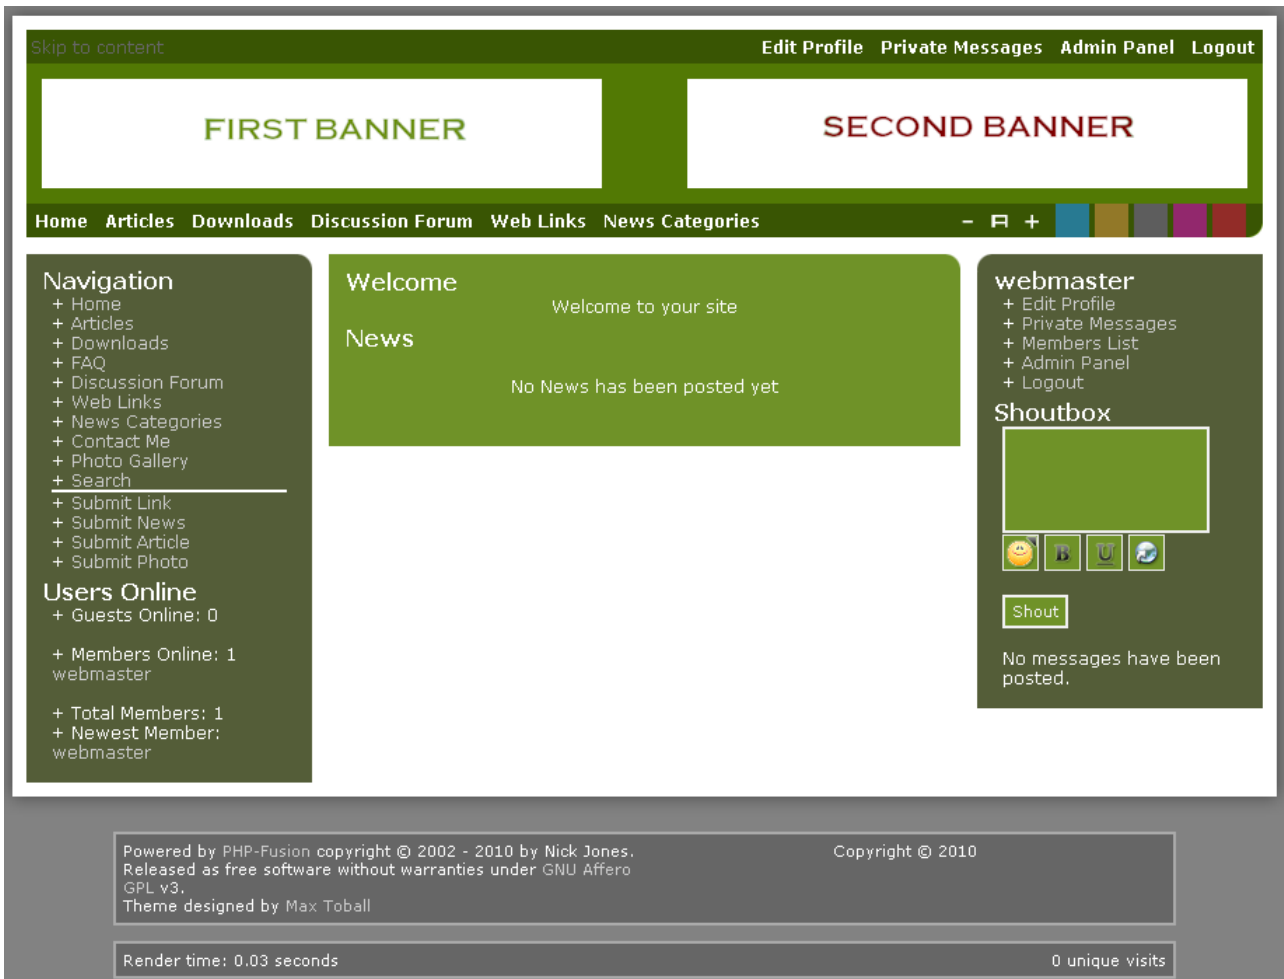 Skip to content
Edit Profile Private Messages Admin Panel Logout
FIRST BANNER
SECOND BANNER
Home Articles Downloads Discussion Forum Web Links News Categories
- A +
Navigation
+ Home
+ Articles
+ Downloads
+ FAQ
+ Discussion Forum
+ Web Links
+ News Categories
+ Contact Me
+ Photo Gallery
+ Search
+ Submit Link
+ Submit News
+ Submit Article
+ Submit Photo
Users Online
+ Guests Online: 0
+ Members Online: 1
webmaster
+ Total Members: 1
+ Newest Member:
webmaster
Welcome
Welcome to your site
News
No News has been posted yet
webmaster
+ Edit Profile
+ Private Messages
+ Members List
+ Admin Panel
+ Logout
Shoutbox
B U
Shout
No messages have been
posted.
Powered by PHP-Fusion copyright © 2002 - 2010 by Nick Jones.
Released as free software without warranties under GNU Affero
GPL v3.
Theme designed by Max Toball
Copyright © 2010
Render time: 0.03 seconds
0 unique visits